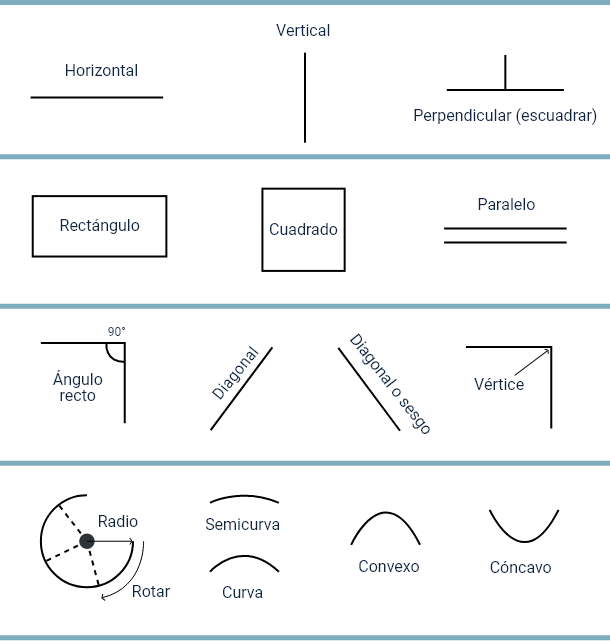 Vertical
Horizontal
Perpendicular (escuadrar)
Rectángulo
Cuadrado
Paralelo
90°
Ángulo
recto
Diagonal
Diagonal o sesgo
Vértice
Radio
Rotar
Semicurva
Curva
Convexo
Cóncavo